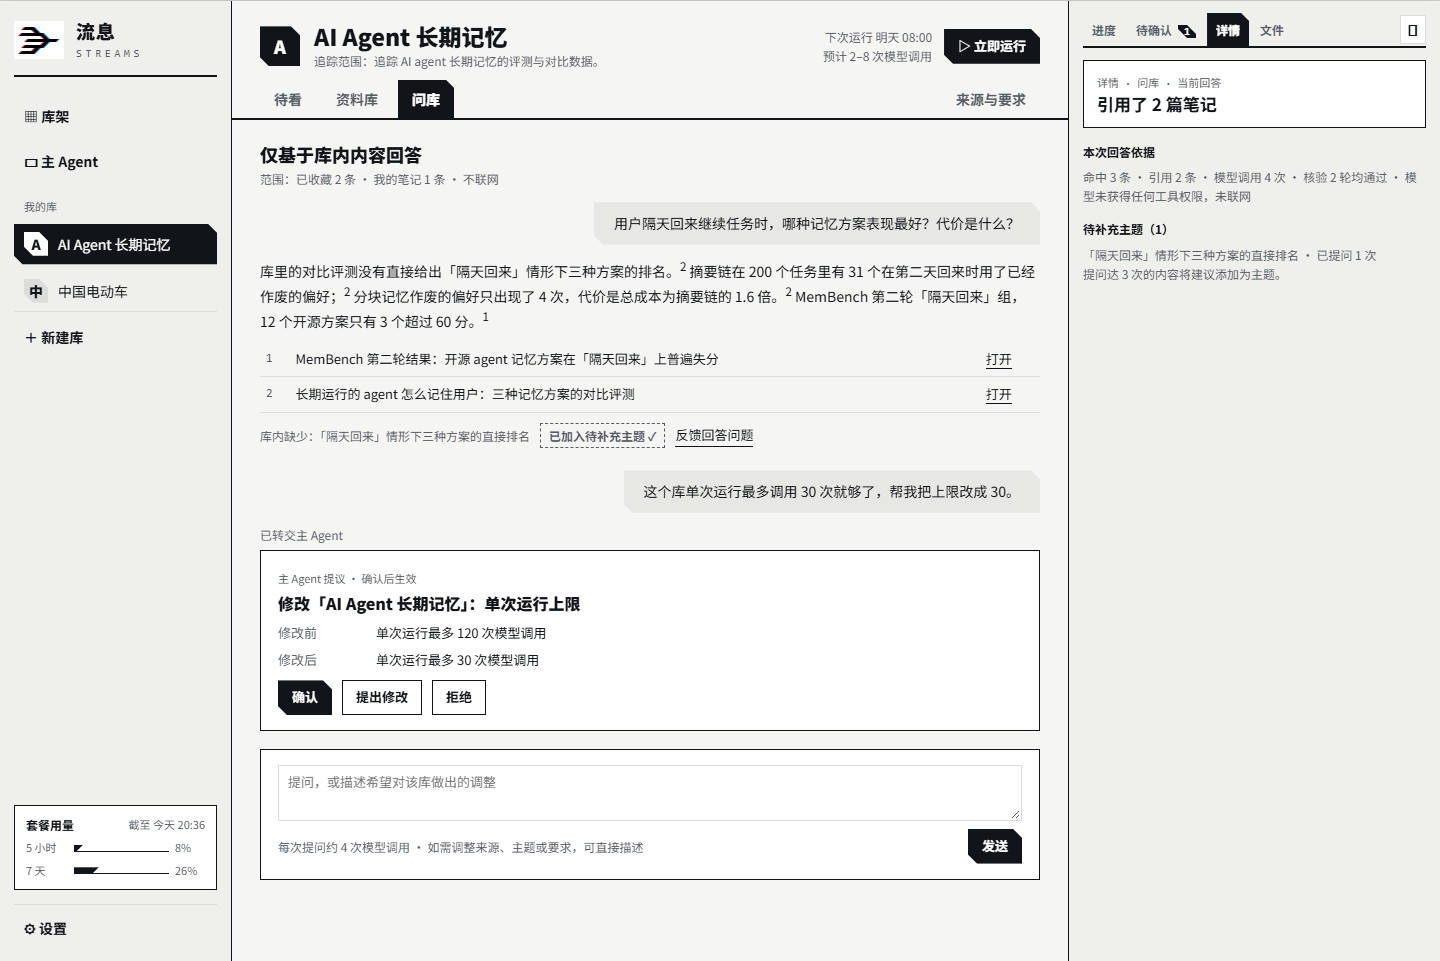 流息
STREAMS
库架
主 Agent
我的库
A AI Agent 长期记忆
中 中国电动车
＋ 新建库
套餐用量 截至 今天 20:36
5 小时 8%
7 天 26%
设置
A AI Agent 长期记忆
追踪范围：追踪 AI agent 长期记忆的评测与对比数据。
下次运行 明天 08:00
预计 2–8 次模型调用
▷ 立即运行
待看 资料库 问库 来源与要求
仅基于库内内容回答
范围：已收藏 2 条 · 我的笔记 1 条 · 不联网
用户隔天回来继续任务时，哪种记忆方案表现最好？代价是什么？
库里的对比评测没有直接给出「隔天回来」情形下三种方案的排名。2 摘要链在 200 个任务里有 31 个在第二天回来时用了已经
作废的偏好；2 分块记忆作废的偏好只出现了 4 次，代价是总成本为摘要链的 1.6 倍。2 MemBench 第二轮「隔天回来」组，
12 个开源方案只有 3 个超过 60 分。1
1 MemBench 第二轮结果：开源 agent 记忆方案在「隔天回来」上普遍失分 打开
2 长期运行的 agent 怎么记住用户：三种记忆方案的对比评测 打开
库内缺少：「隔天回来」情形下三种方案的直接排名 已加入待补充主题 ✓ 反馈回答问题
这个库单次运行最多调用 30 次就够了，帮我把上限改成 30。
已转交主 Agent
主 Agent 提议 · 确认后生效
修改「AI Agent 长期记忆」：单次运行上限
修改前 单次运行最多 120 次模型调用
修改后 单次运行最多 30 次模型调用
确认 提出修改 拒绝
提问，或描述希望对该库做出的调整
每次提问约 4 次模型调用 · 如需调整来源、主题或要求，可直接描述
发送
进度 待确认 1 详情 文件
详情 · 问库 · 当前回答
引用了 2 篇笔记
本次回答依据
命中 3 条 · 引用 2 条 · 模型调用 4 次 · 核验 2 轮均通过 · 模
型未获得任何工具权限，未联网
待补充主题（1）
「隔天回来」情形下三种方案的直接排名 · 已提问 1 次
提问达 3 次的内容将建议添加为主题。